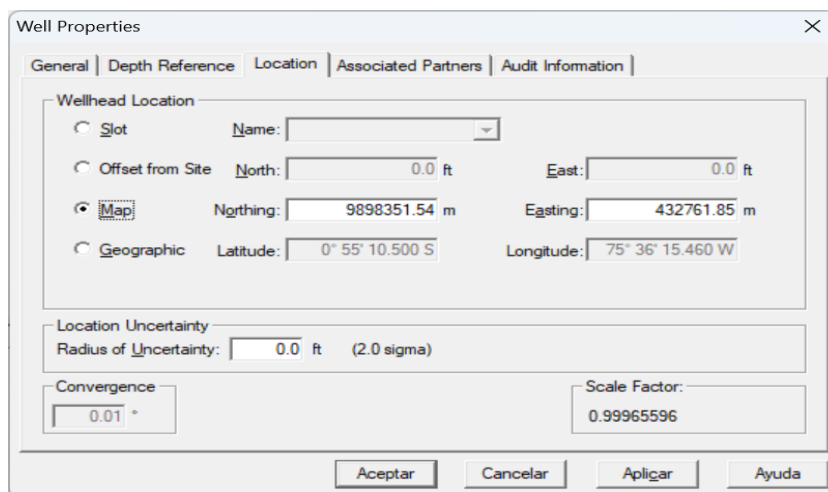 Well Properties
General Depth Reference Location Associated Partners Audit Information
Wellhead Location
Slot Name:
Offset from Site North: 0.0 ft East: 0.0 ft
Map Northing: 9898351.54 m Easting: 432761.85 m
Geographic Latitude: 0° 55' 10.500 S Longitude: 75° 36' 15.460 W
Location Uncertainty
Radius of Uncertainty: 0.0 ft (2.0 sigma)
Convergence Scale Factor:
0.01 ° 0.99965596
Aceptar Cancelar Aplicar Ayuda